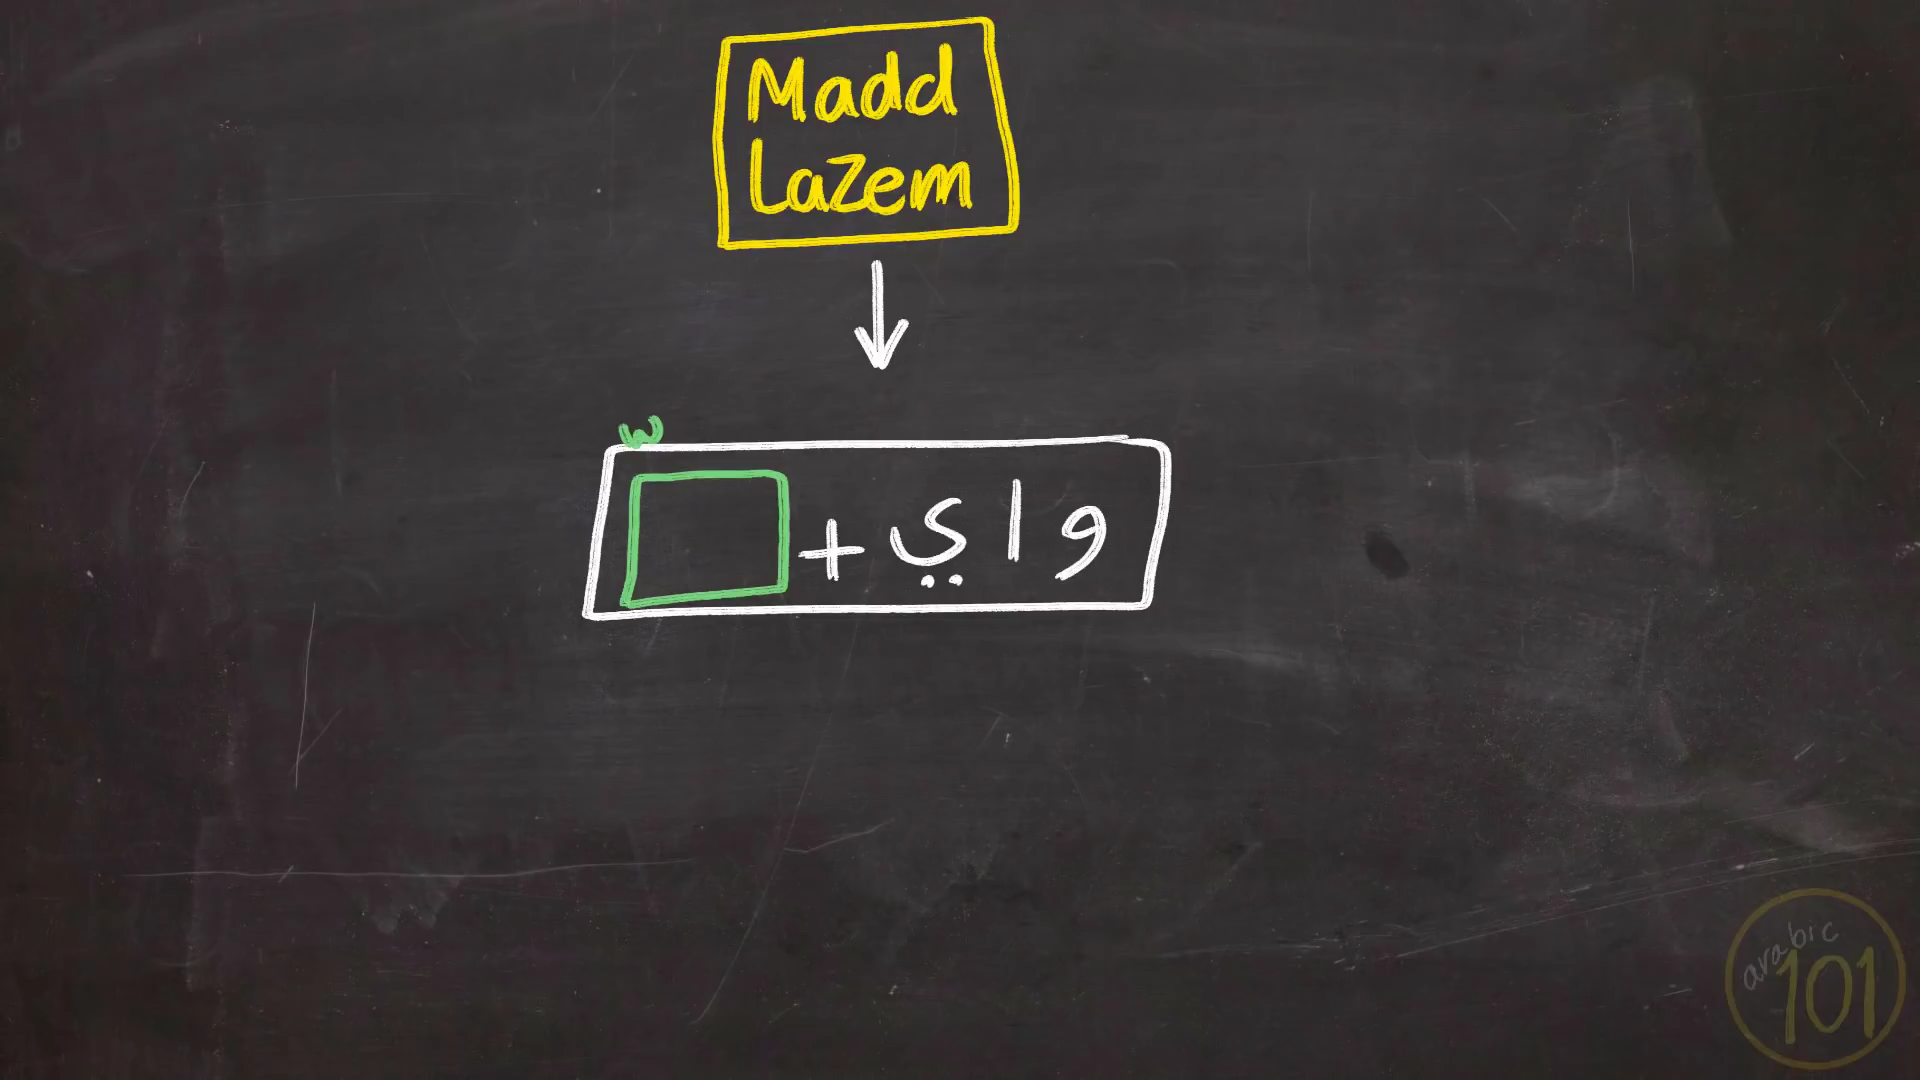 Madd
Lazem
و ا ي +
arabic
101